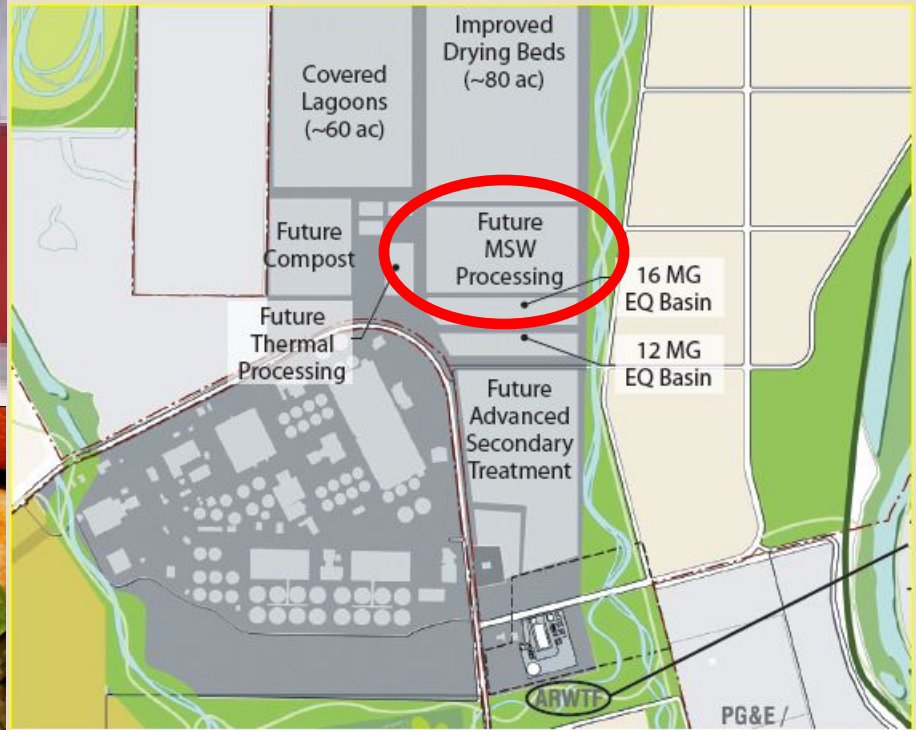 Improved
Drying Beds
(~80 ac)
Covered
Lagoons
(~60 ac)
Future
Compost
Future
MSW
Processing
16 MG
EQ Basin
Future
Thermal
Processing
12 MG
EQ Basin
Future
Advanced
Secondary
Treatment
ARWTF
PG&E /